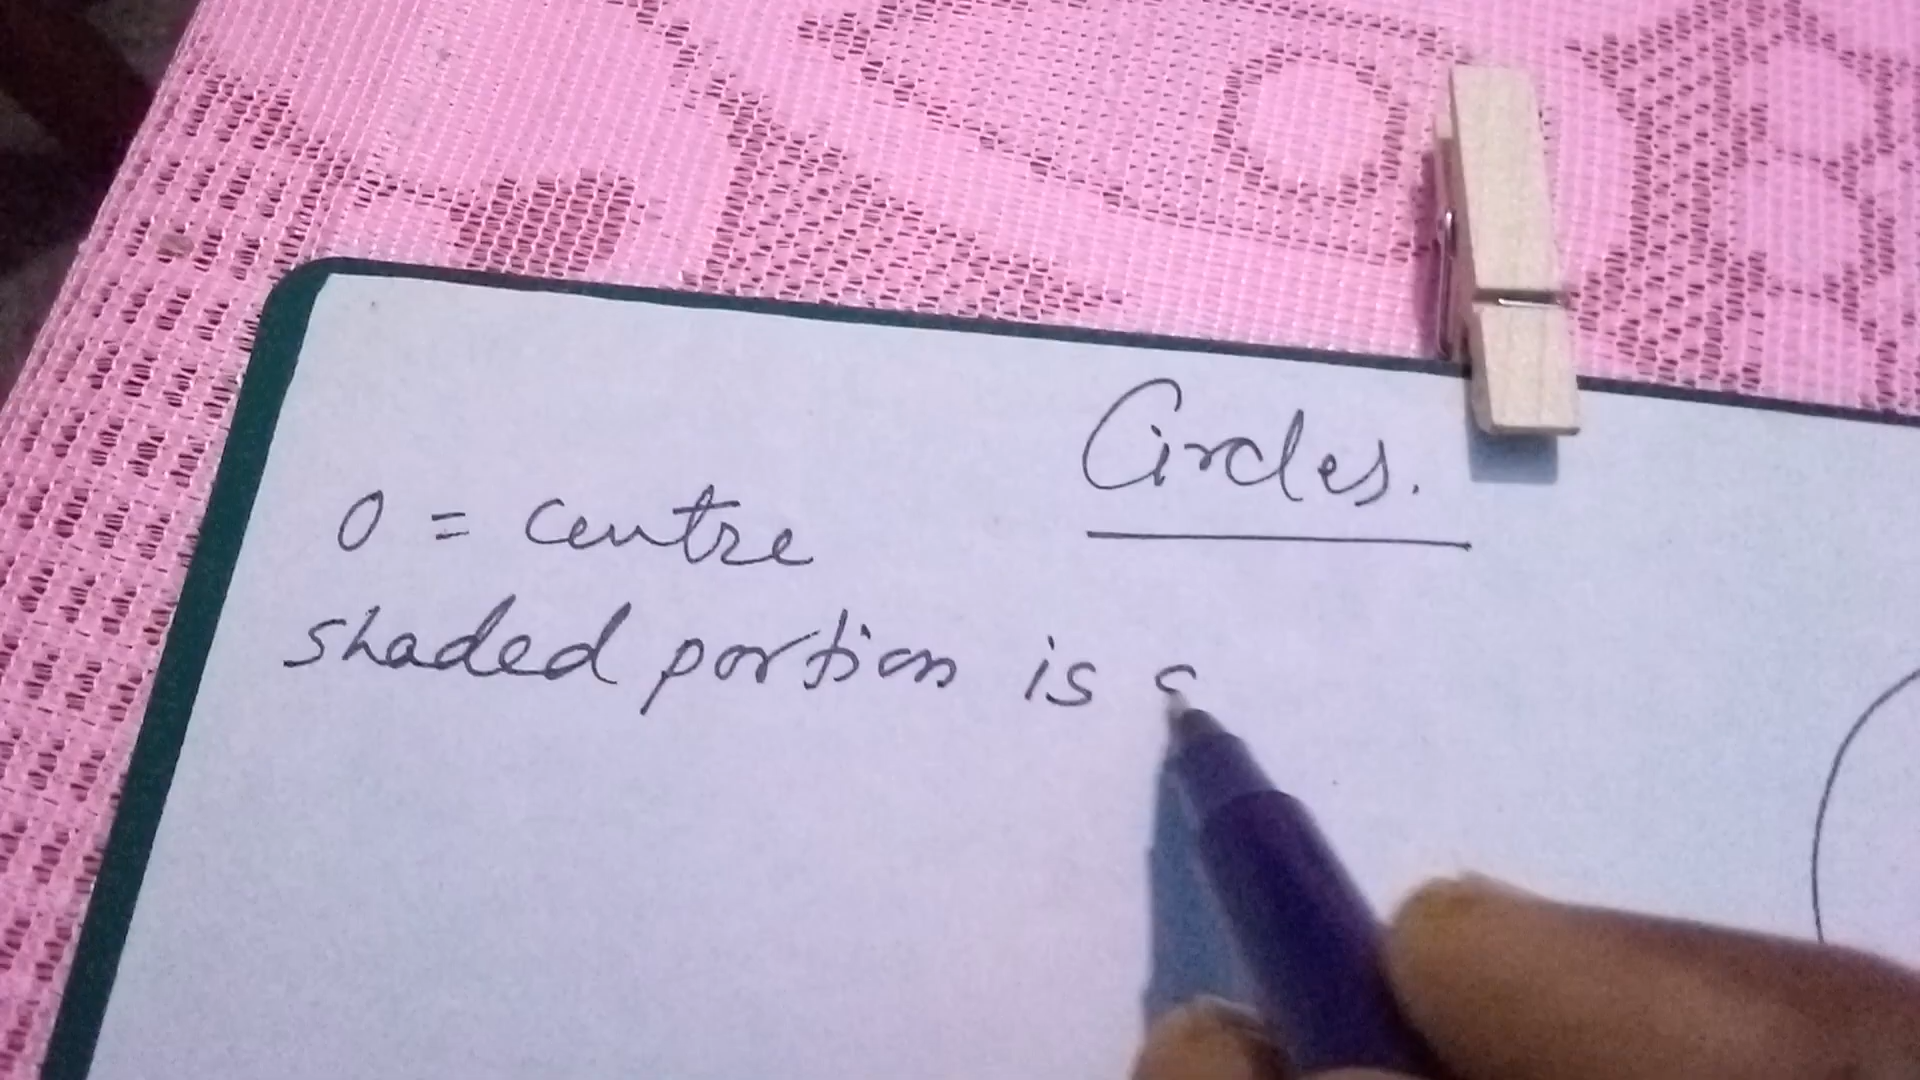 Circles.
O = centre
shaded portion is